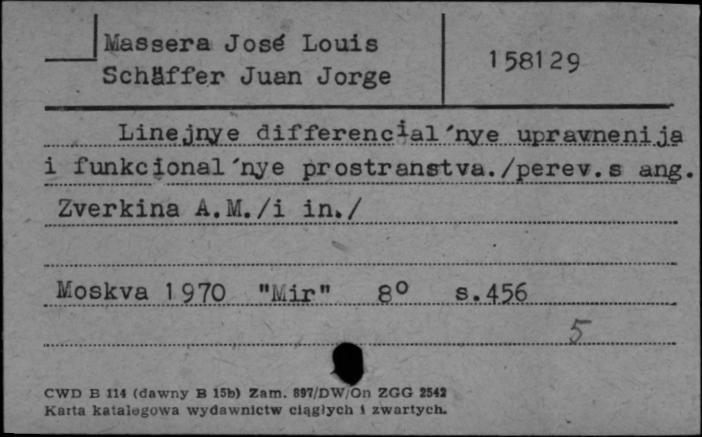 Massera José Louis
Schäffer Juan Jorge
158129
Linejnye differencial'nye upravnenija
i funkcional'nye prostranstva./perev.s ang.
Zverkina A.M./i in./
Moskva 1970 "Mir" 8° s.456
5
CWD B 114 (dawny B 15b) Zam. 897/DW/On ZGG 2542
Karta katalogowa wydawnictw ciągłych i zwartych.